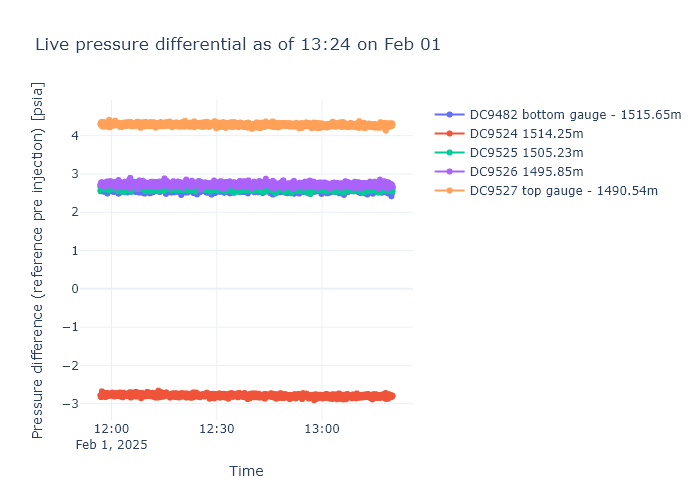 Live pressure differential as of 13:24 on Feb 01
Pressure difference (reference pre injection) [psia]
4
3
2
1
0
−1
−2
−3
12:00
Feb 1, 2025
12:30
13:00
Time
DC9482 bottom gauge - 1515.65m
DC9524 1514.25m
DC9525 1505.23m
DC9526 1495.85m
DC9527 top gauge - 1490.54m